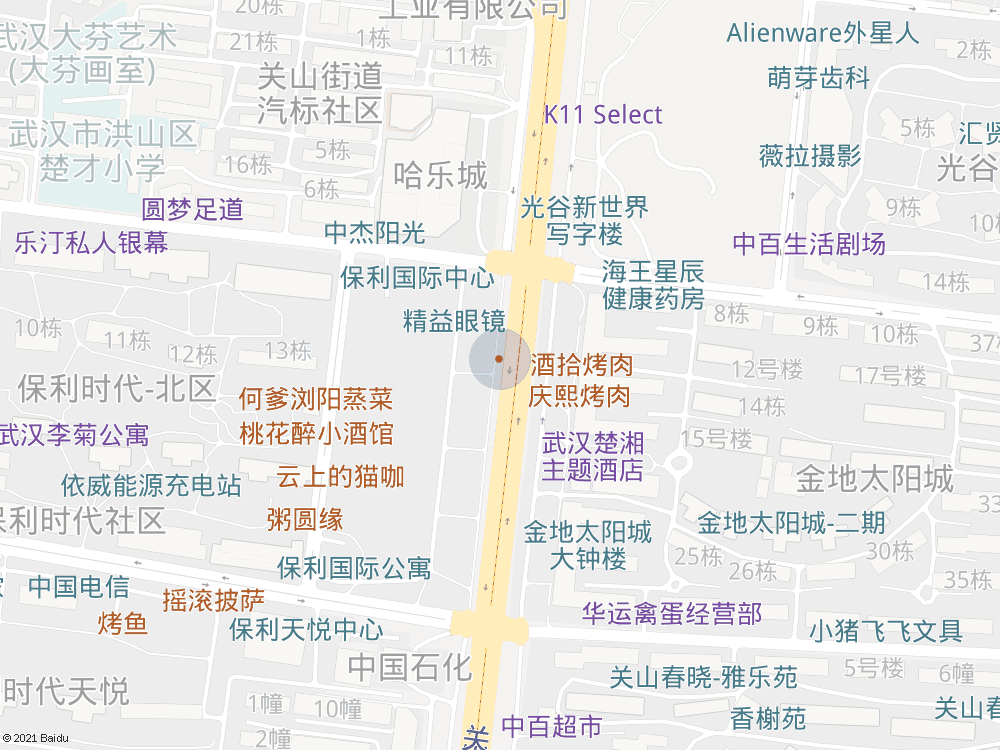 20栋
工业有限公司
武汉大芬艺术
(大芬画室)
21栋
1栋
11栋
Alienware外星人
2栋
关山街道
汽标社区
萌芽齿科
K11 Select
武汉市洪山区
楚才小学
5栋
5栋
汇贤
16栋
6栋
哈乐城
薇拉摄影
光谷
圆梦足道
光谷新世界
写字楼
9栋
10栋
乐汀私人银幕
中杰阳光
中百生活剧场
保利国际中心
海王星辰
健康药房
14栋
精益眼镜
8栋
9栋
10栋
37
10栋
11栋
12栋
13栋
酒拾烤肉
庆熙烤肉
12号楼
17号楼
保利时代-北区
何爹浏阳蒸菜
14栋
武汉李菊公寓
桃花醉小酒馆
武汉楚湘
主题酒店
15号楼
云上的猫咖
依威能源充电站
金地太阳城
保利时代社区
粥圆缘
金地太阳城
大钟楼
金地太阳城-二期
33
25栋
26栋
30栋
35栋
保利国际公寓
中国电信
摇滚披萨
烤鱼
保利天悦中心
华运禽蛋经营部
小猪飞飞文具
中国石化
关山春晓-雅乐苑
5号楼
6幢
时代天悦
1幢
10幢
香榭苑
关山春
中百超市
关
2幢
© 2021 Baidu